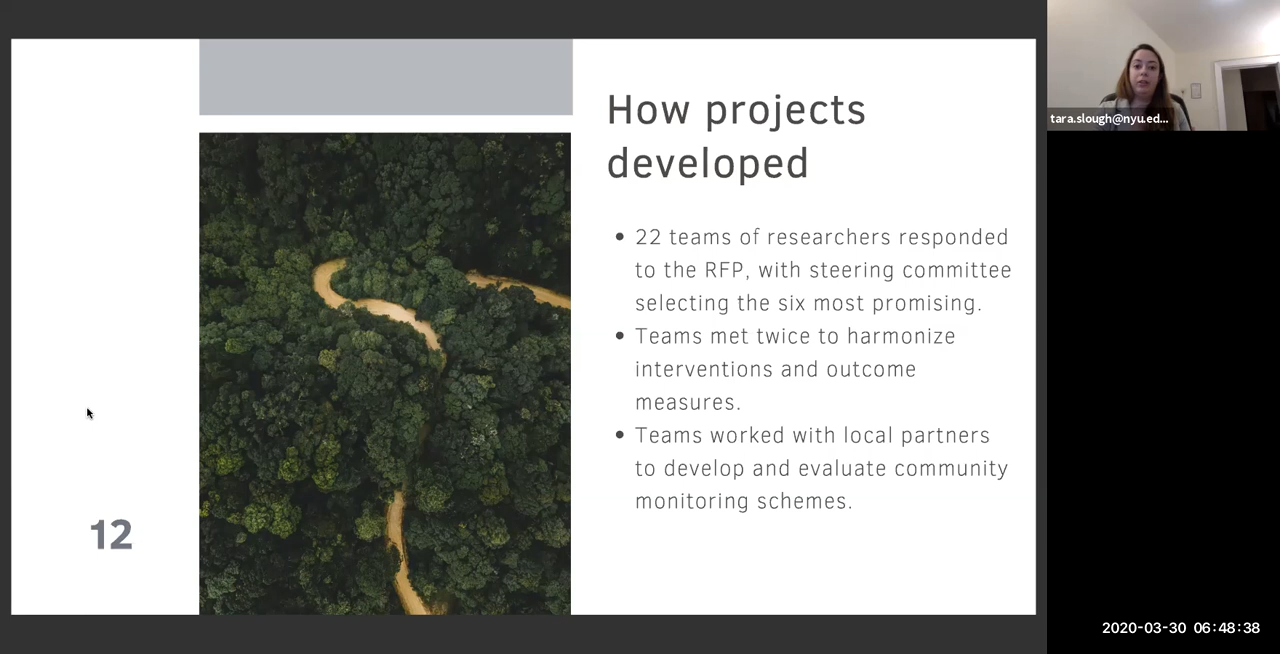 How projects
developed
• 22 teams of researchers responded
to the RFP, with steering committee
selecting the six most promising.
• Teams met twice to harmonize
interventions and outcome
measures.
• Teams worked with local partners
to develop and evaluate community
monitoring schemes.
12
tara.slough@nyu.ed...
2020-03-30 06:48:38